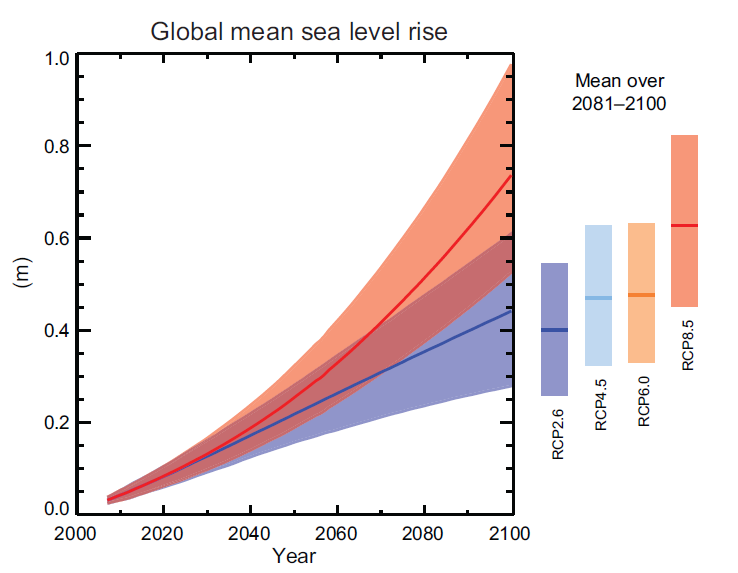 Global mean sea level rise
1.0
0.8
0.6
0.4
0.2
0.0
(m)
2000 2020 2040 2060 2080 2100
Year
Mean over
2081–2100
RCP2.6
RCP4.5
RCP6.0
RCP8.5